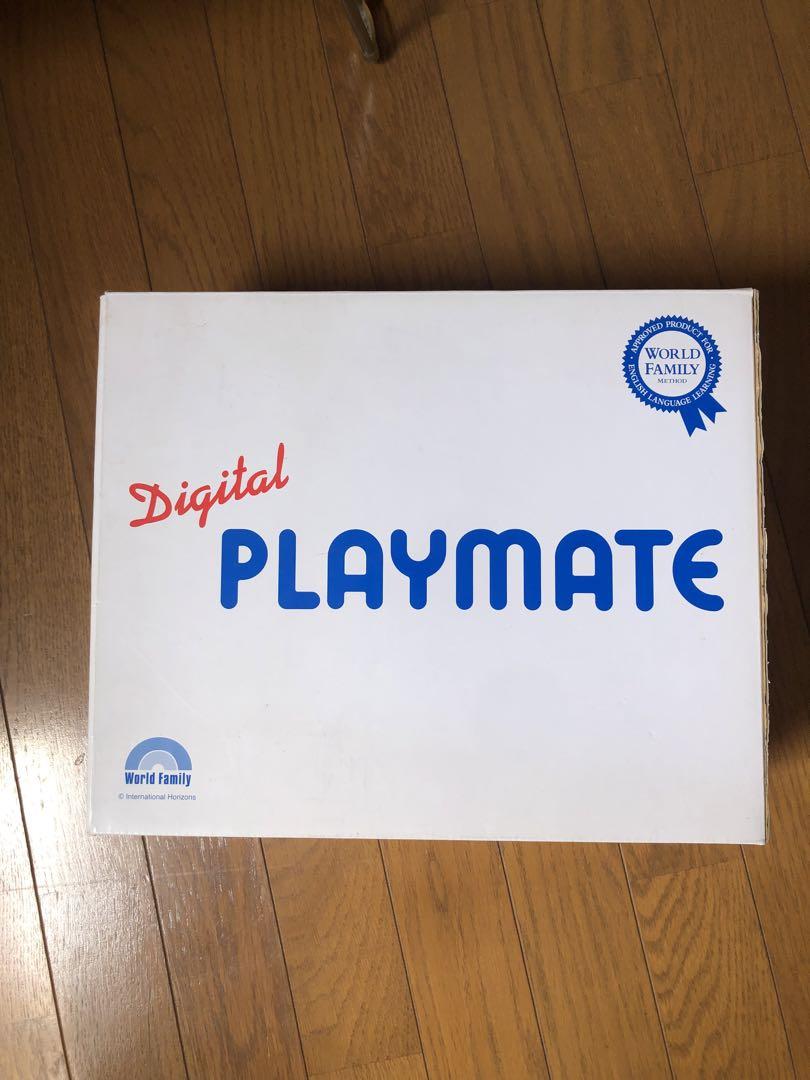 APPROVED PRODUCT FOR
WORLD
FAMILY
METHOD
ENGLISH LANGUAGE LEARNING
Digital
PLAYMATE
World Family
© International Horizons